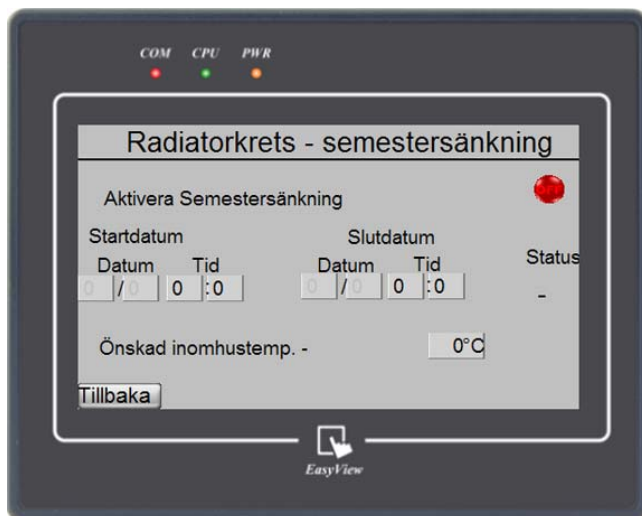 COM CPU PWR
Radiatorkrets - semestersänkning
Aktivera Semestersänkning
Startdatum Slutdatum
Datum Tid Datum Tid Status
0 / 0 0 : 0 0 / 0 0 : 0 -
Önskad inomhustemp. - 0°C
Tillbaka
EasyView